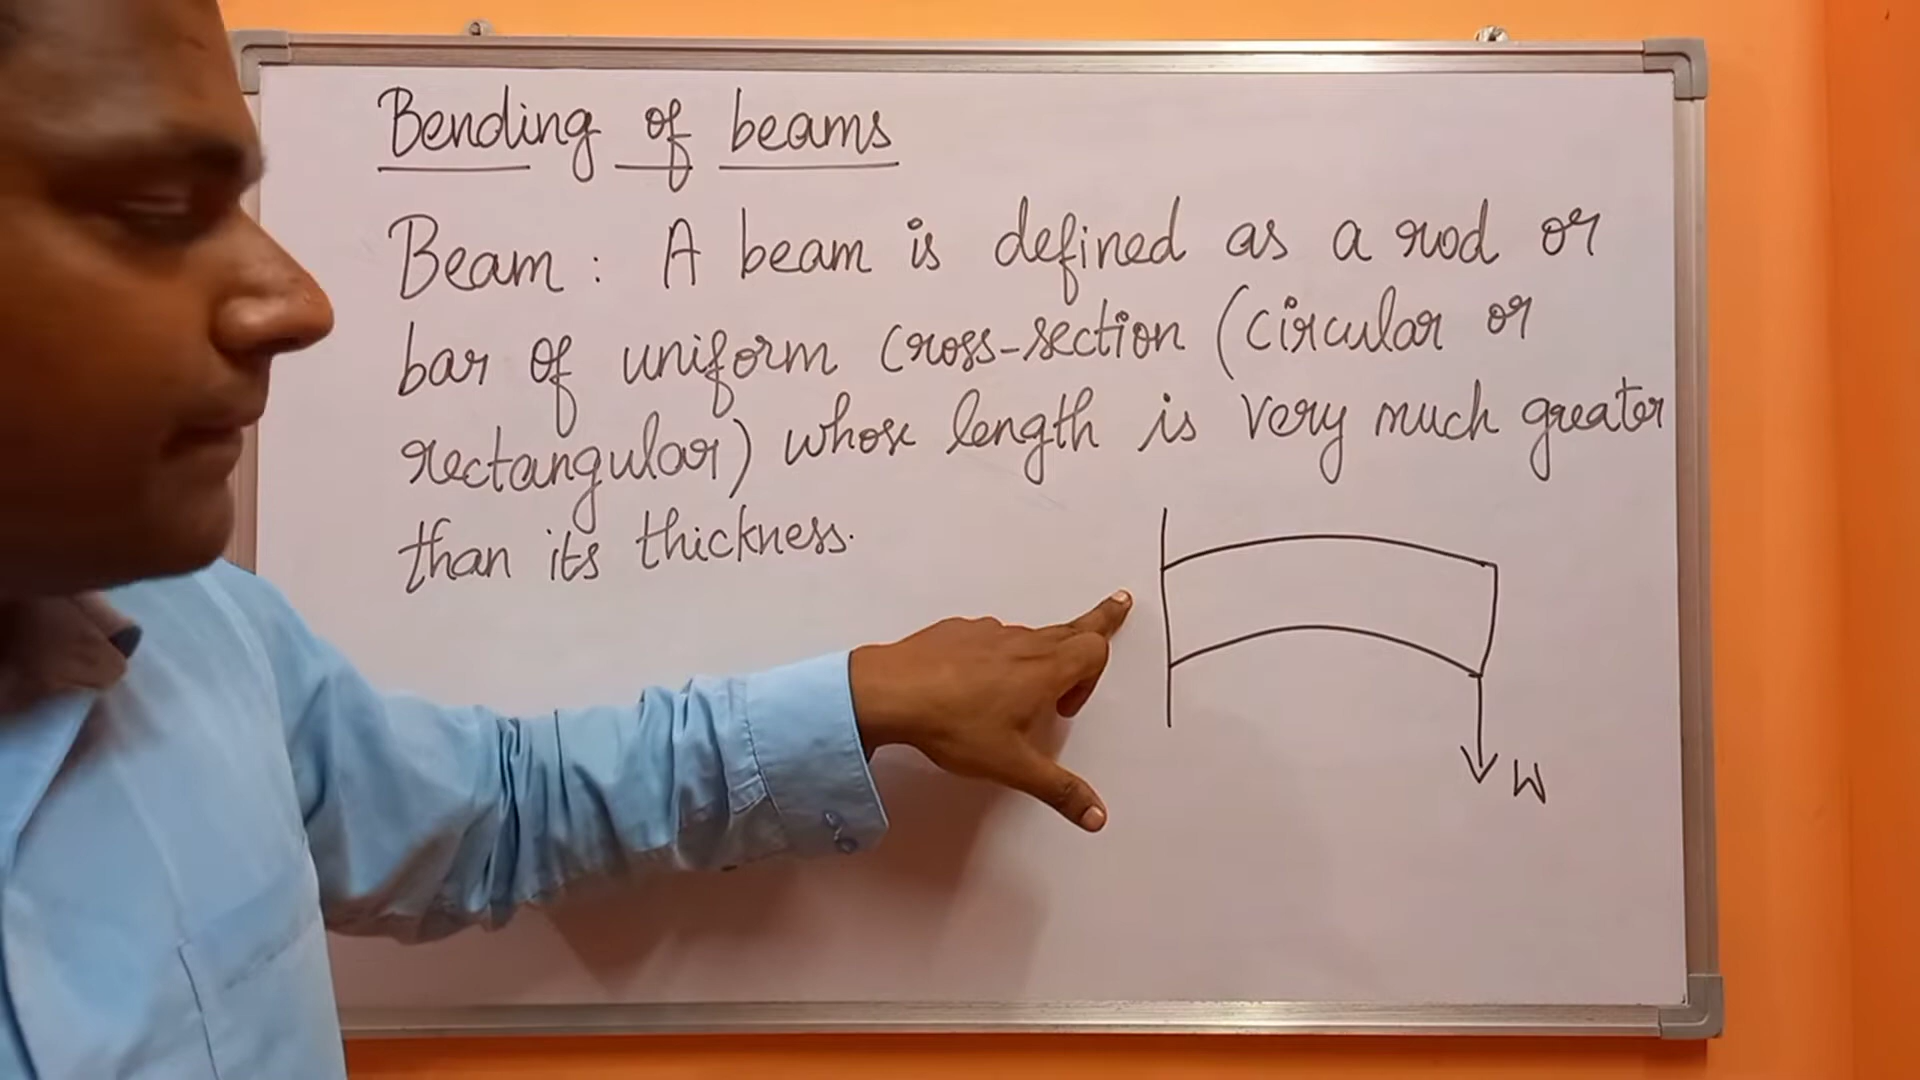 Bending of beams
Beam : A beam is defined as a rod or
bar of uniform cross-section (circular or
rectangular) whose length is very much greater
than its thickness.
W